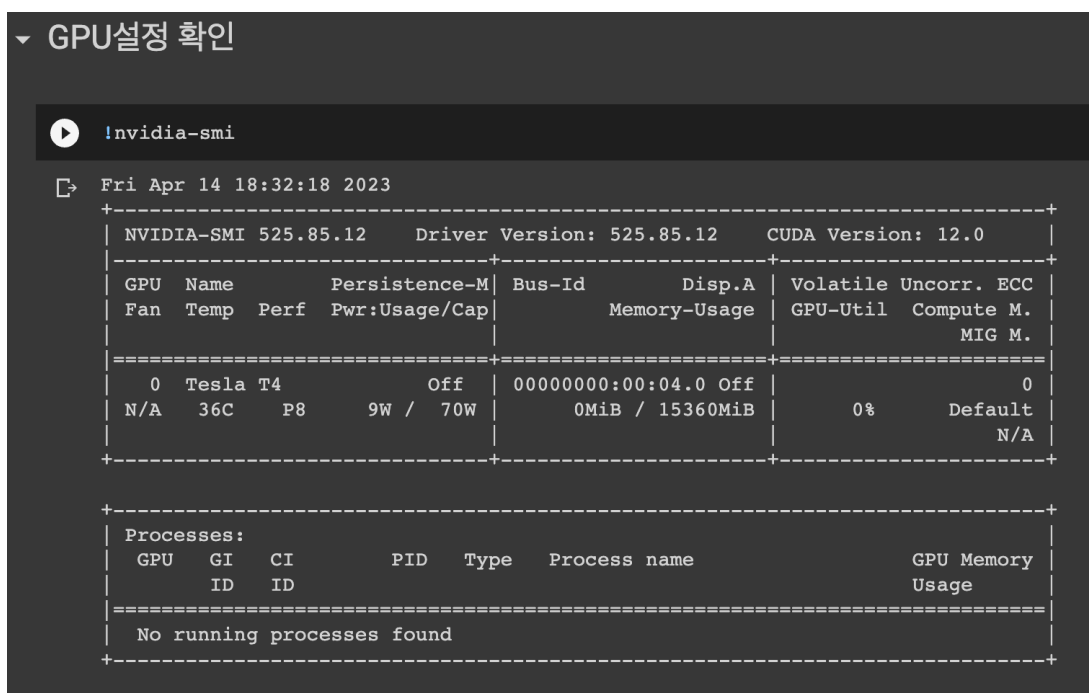 GPU설정 확인
!nvidia-smi
Fri Apr 14 18:32:18 2023
+-----------------------------------------------------------------------------+
| NVIDIA-SMI 525.85.12    Driver Version: 525.85.12    CUDA Version: 12.0     |
|-------------------------------+----------------------+----------------------+
| GPU  Name        Persistence-M| Bus-Id        Disp.A | Volatile Uncorr. ECC |
| Fan  Temp  Perf  Pwr:Usage/Cap|         Memory-Usage | GPU-Util  Compute M. |
|                               |                      |               MIG M. |
|===============================+======================+======================|
|   0  Tesla T4            Off  | 00000000:00:04.0 Off |                    0 |
| N/A   36C    P8     9W /  70W |      0MiB / 15360MiB |      0%      Default |
|                               |                      |                  N/A |
+-------------------------------+----------------------+----------------------+
+-----------------------------------------------------------------------------+
| Processes:                                                                  |
|  GPU   GI   CI        PID   Type   Process name                  GPU Memory |
|        ID   ID                                                   Usage      |
|=============================================================================|
|  No running processes found                                                 |
+-----------------------------------------------------------------------------+